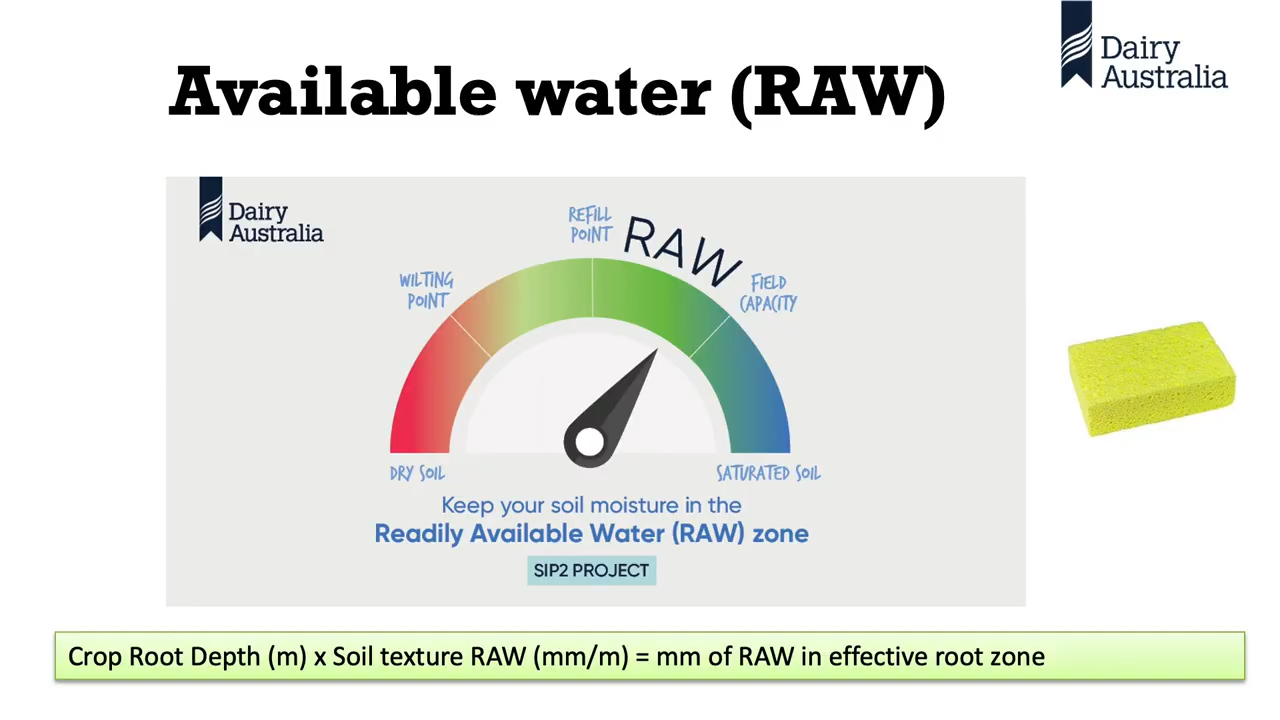 Available water (RAW)
Dairy
Australia
Dairy
Australia
REFILL
POINT
RAW
WILTING
POINT
FIELD
CAPACITY
DRY SOIL
SATURATED SOIL
Keep your soil moisture in the
Readily Available Water (RAW) zone
SIP2 PROJECT
Crop Root Depth (m) x Soil texture RAW (mm/m) = mm of RAW in effective root zone